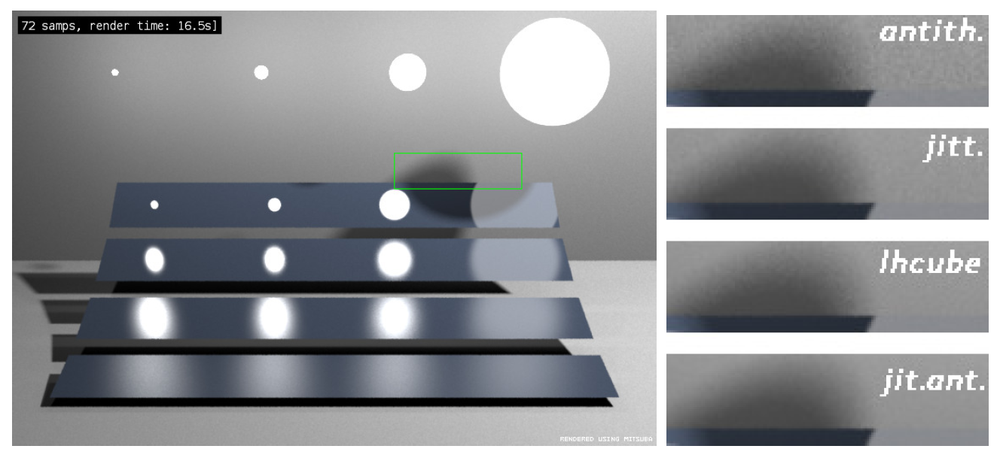 72 samps, render time: 16.5s]
antith.
jitt.
lhcube
jit.ant.
RENDERED USING MITSUBA